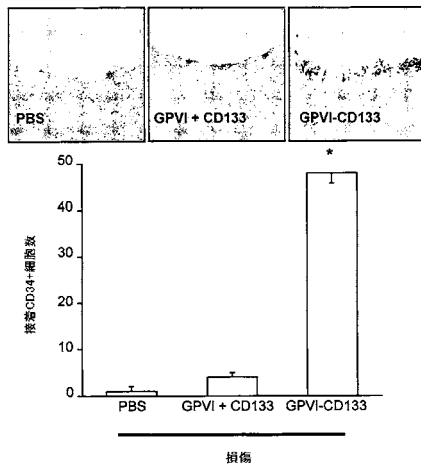 PBS GPVI + CD133 GPVI-CD133
50
40
30
20
10
0
接着CD34+細胞数
*
PBS GPVI + CD133 GPVI-CD133
損傷